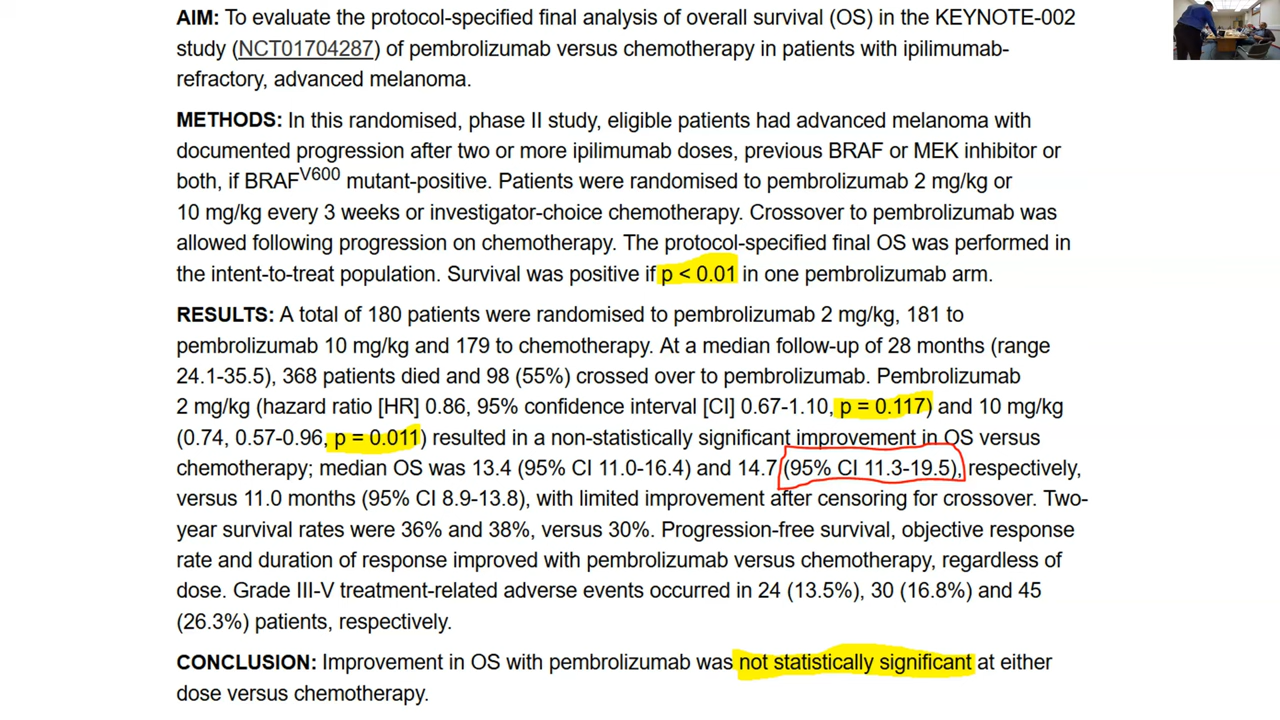 AIM: To evaluate the protocol-specified final analysis of overall survival (OS) in the KEYNOTE-002
study (NCT01704287) of pembrolizumab versus chemotherapy in patients with ipilimumab-
refractory, advanced melanoma.
METHODS: In this randomised, phase II study, eligible patients had advanced melanoma with
documented progression after two or more ipilimumab doses, previous BRAF or MEK inhibitor or
both, if BRAFV600 mutant-positive. Patients were randomised to pembrolizumab 2 mg/kg or
10 mg/kg every 3 weeks or investigator-choice chemotherapy. Crossover to pembrolizumab was
allowed following progression on chemotherapy. The protocol-specified final OS was performed in
the intent-to-treat population. Survival was positive if p < 0.01 in one pembrolizumab arm.
RESULTS: A total of 180 patients were randomised to pembrolizumab 2 mg/kg, 181 to
pembrolizumab 10 mg/kg and 179 to chemotherapy. At a median follow-up of 28 months (range
24.1-35.5), 368 patients died and 98 (55%) crossed over to pembrolizumab. Pembrolizumab
2 mg/kg (hazard ratio [HR] 0.86, 95% confidence interval [CI] 0.67-1.10, p = 0.117) and 10 mg/kg
(0.74, 0.57-0.96, p = 0.011) resulted in a non-statistically significant improvement in OS versus
chemotherapy; median OS was 13.4 (95% CI 11.0-16.4) and 14.7 (95% CI 11.3-19.5), respectively,
versus 11.0 months (95% CI 8.9-13.8), with limited improvement after censoring for crossover. Two-
year survival rates were 36% and 38%, versus 30%. Progression-free survival, objective response
rate and duration of response improved with pembrolizumab versus chemotherapy, regardless of
dose. Grade III-V treatment-related adverse events occurred in 24 (13.5%), 30 (16.8%) and 45
(26.3%) patients, respectively.
CONCLUSION: Improvement in OS with pembrolizumab was not statistically significant at either
dose versus chemotherapy.